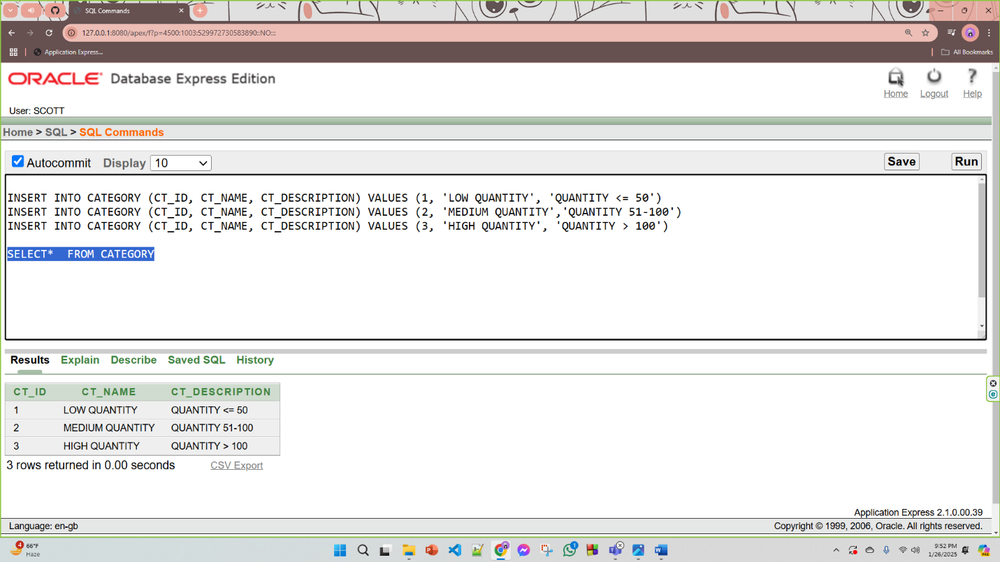 SQL Commands
127.0.0.1:8080/apex/f?p=4500:1003:529972730583890::NO:::
Application Express...
All Bookmarks
ORACLE Database Express Edition
Home Logout Help
User: SCOTT
Home > SQL > SQL Commands
Autocommit Display 10 Save Run
INSERT INTO CATEGORY (CT_ID, CT_NAME, CT_DESCRIPTION) VALUES (1, 'LOW QUANTITY', 'QUANTITY <= 50')
INSERT INTO CATEGORY (CT_ID, CT_NAME, CT_DESCRIPTION) VALUES (2, 'MEDIUM QUANTITY','QUANTITY 51-100')
INSERT INTO CATEGORY (CT_ID, CT_NAME, CT_DESCRIPTION) VALUES (3, 'HIGH QUANTITY', 'QUANTITY > 100')
SELECT*  FROM CATEGORY
Results Explain Describe Saved SQL History
CT_ID CT_NAME CT_DESCRIPTION
1 LOW QUANTITY QUANTITY <= 50
2 MEDIUM QUANTITY QUANTITY 51-100
3 HIGH QUANTITY QUANTITY > 100
3 rows returned in 0.00 seconds CSV Export
Application Express 2.1.0.00.39
Language: en-gb Copyright © 1999, 2006, Oracle. All rights reserved.
4 66°F
Haze
1
9:52 PM
1/26/2025
PRE